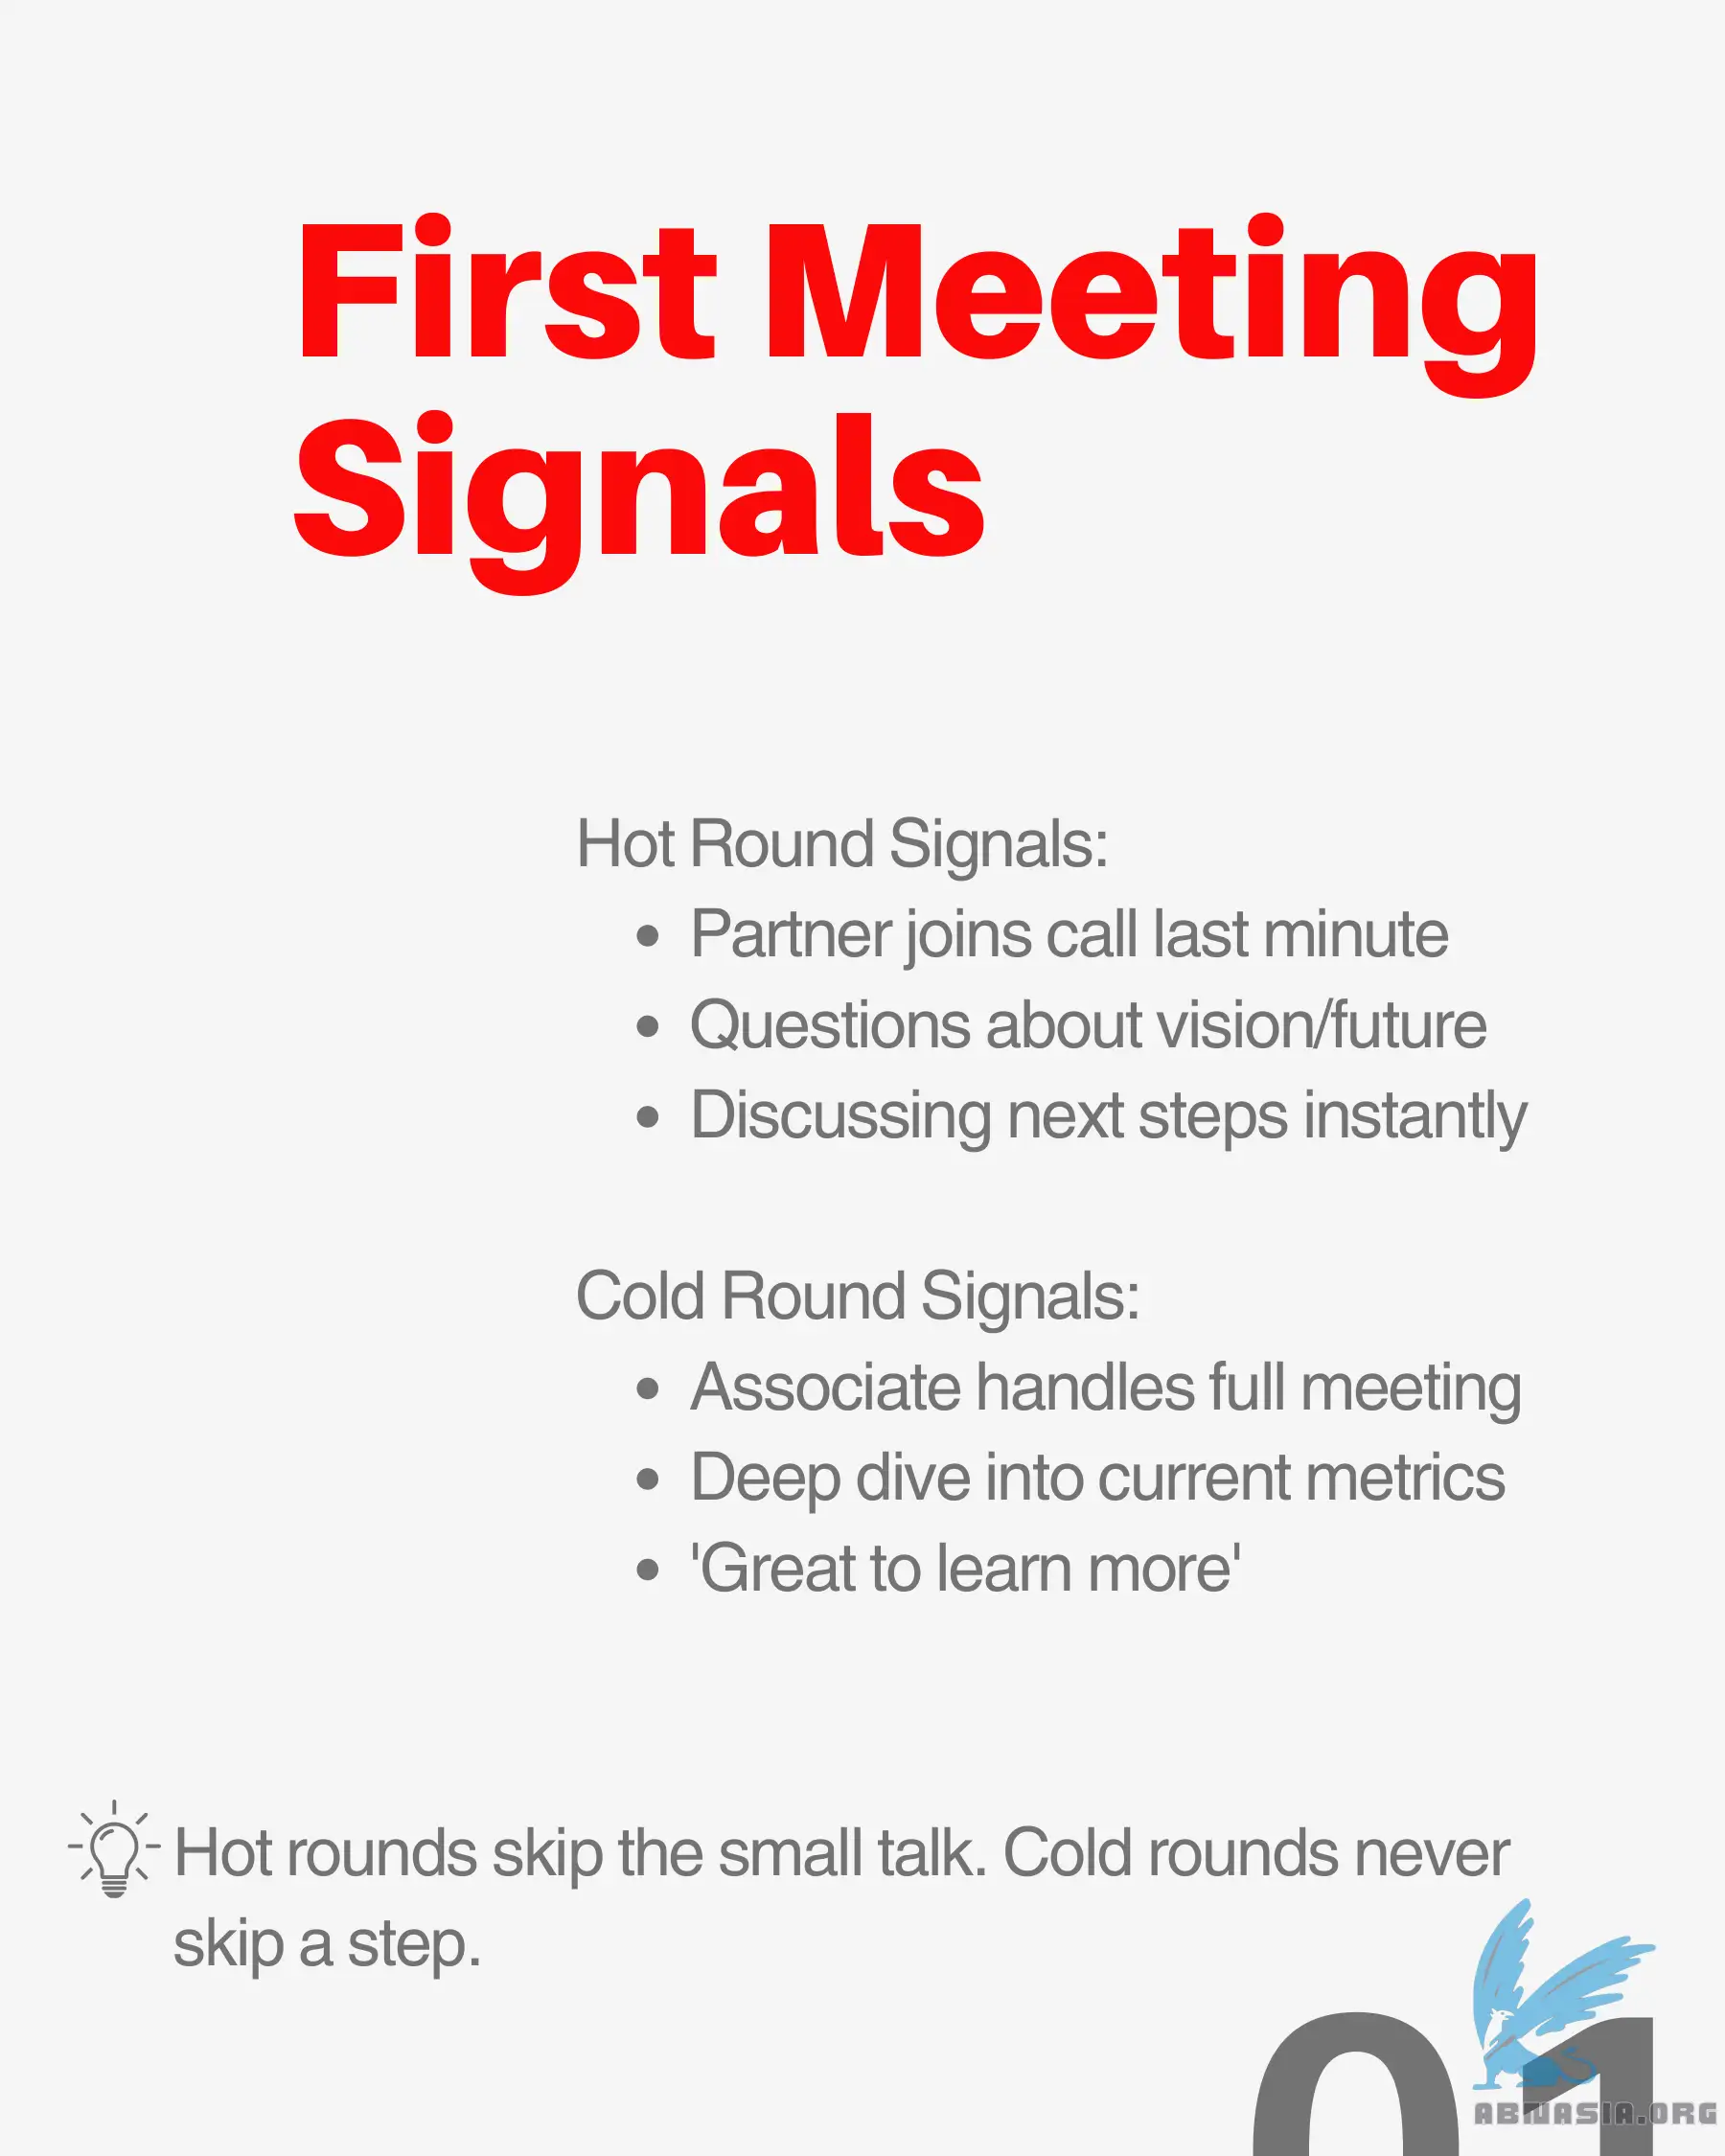 First Meeting
Signals
Hot Round Signals:
• Partner joins call last minute
• Questions about vision/future
• Discussing next steps instantly
Cold Round Signals:
• Associate handles full meeting
• Deep dive into current metrics
• 'Great to learn more'
Hot rounds skip the small talk. Cold rounds never
skip a step.
01
ABNASIA.ORG